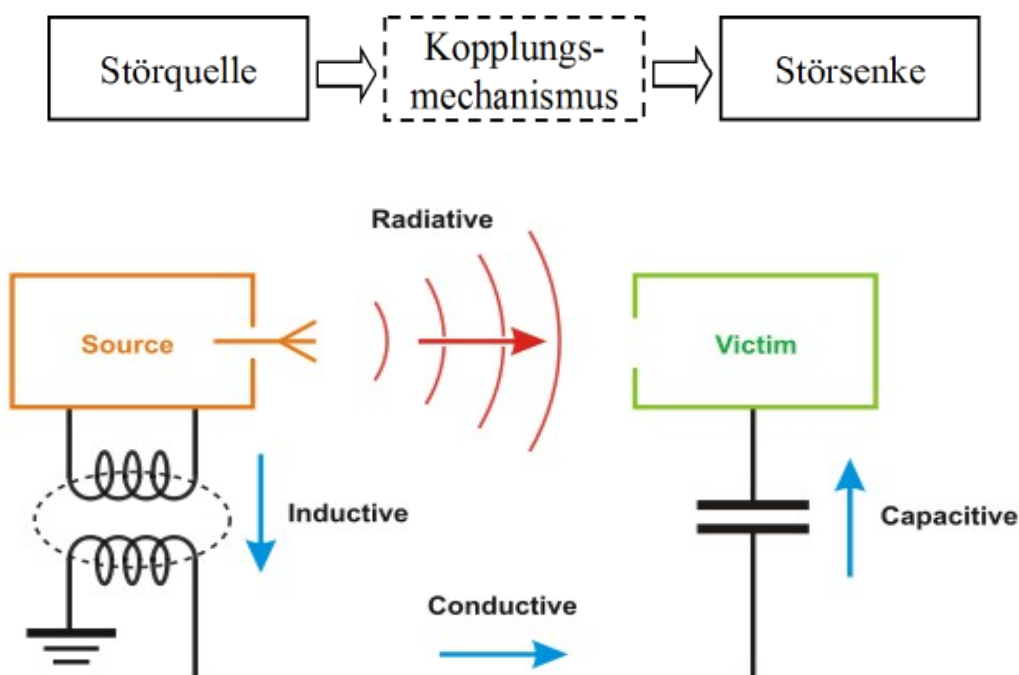 Störquelle
Kopplungs-
mechanismus
Störsenke
Radiative
Source
Victim
Inductive
Capacitive
Conductive